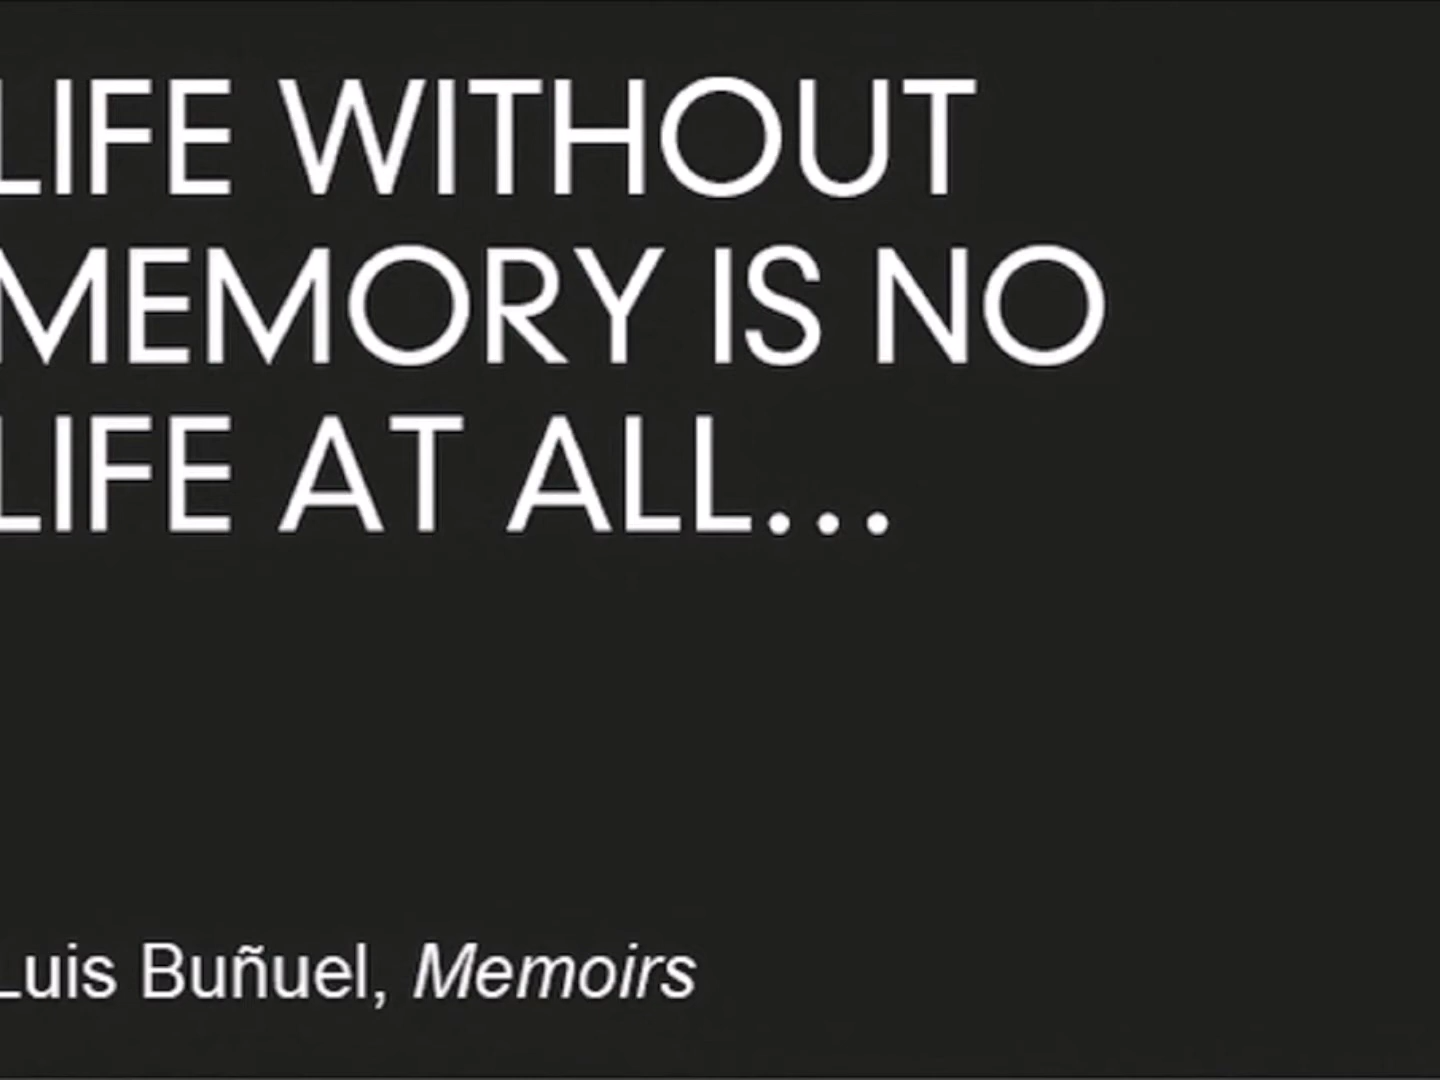 LIFE WITHOUT
MEMORY IS NO
LIFE AT ALL...
Luis Buñuel, Memoirs